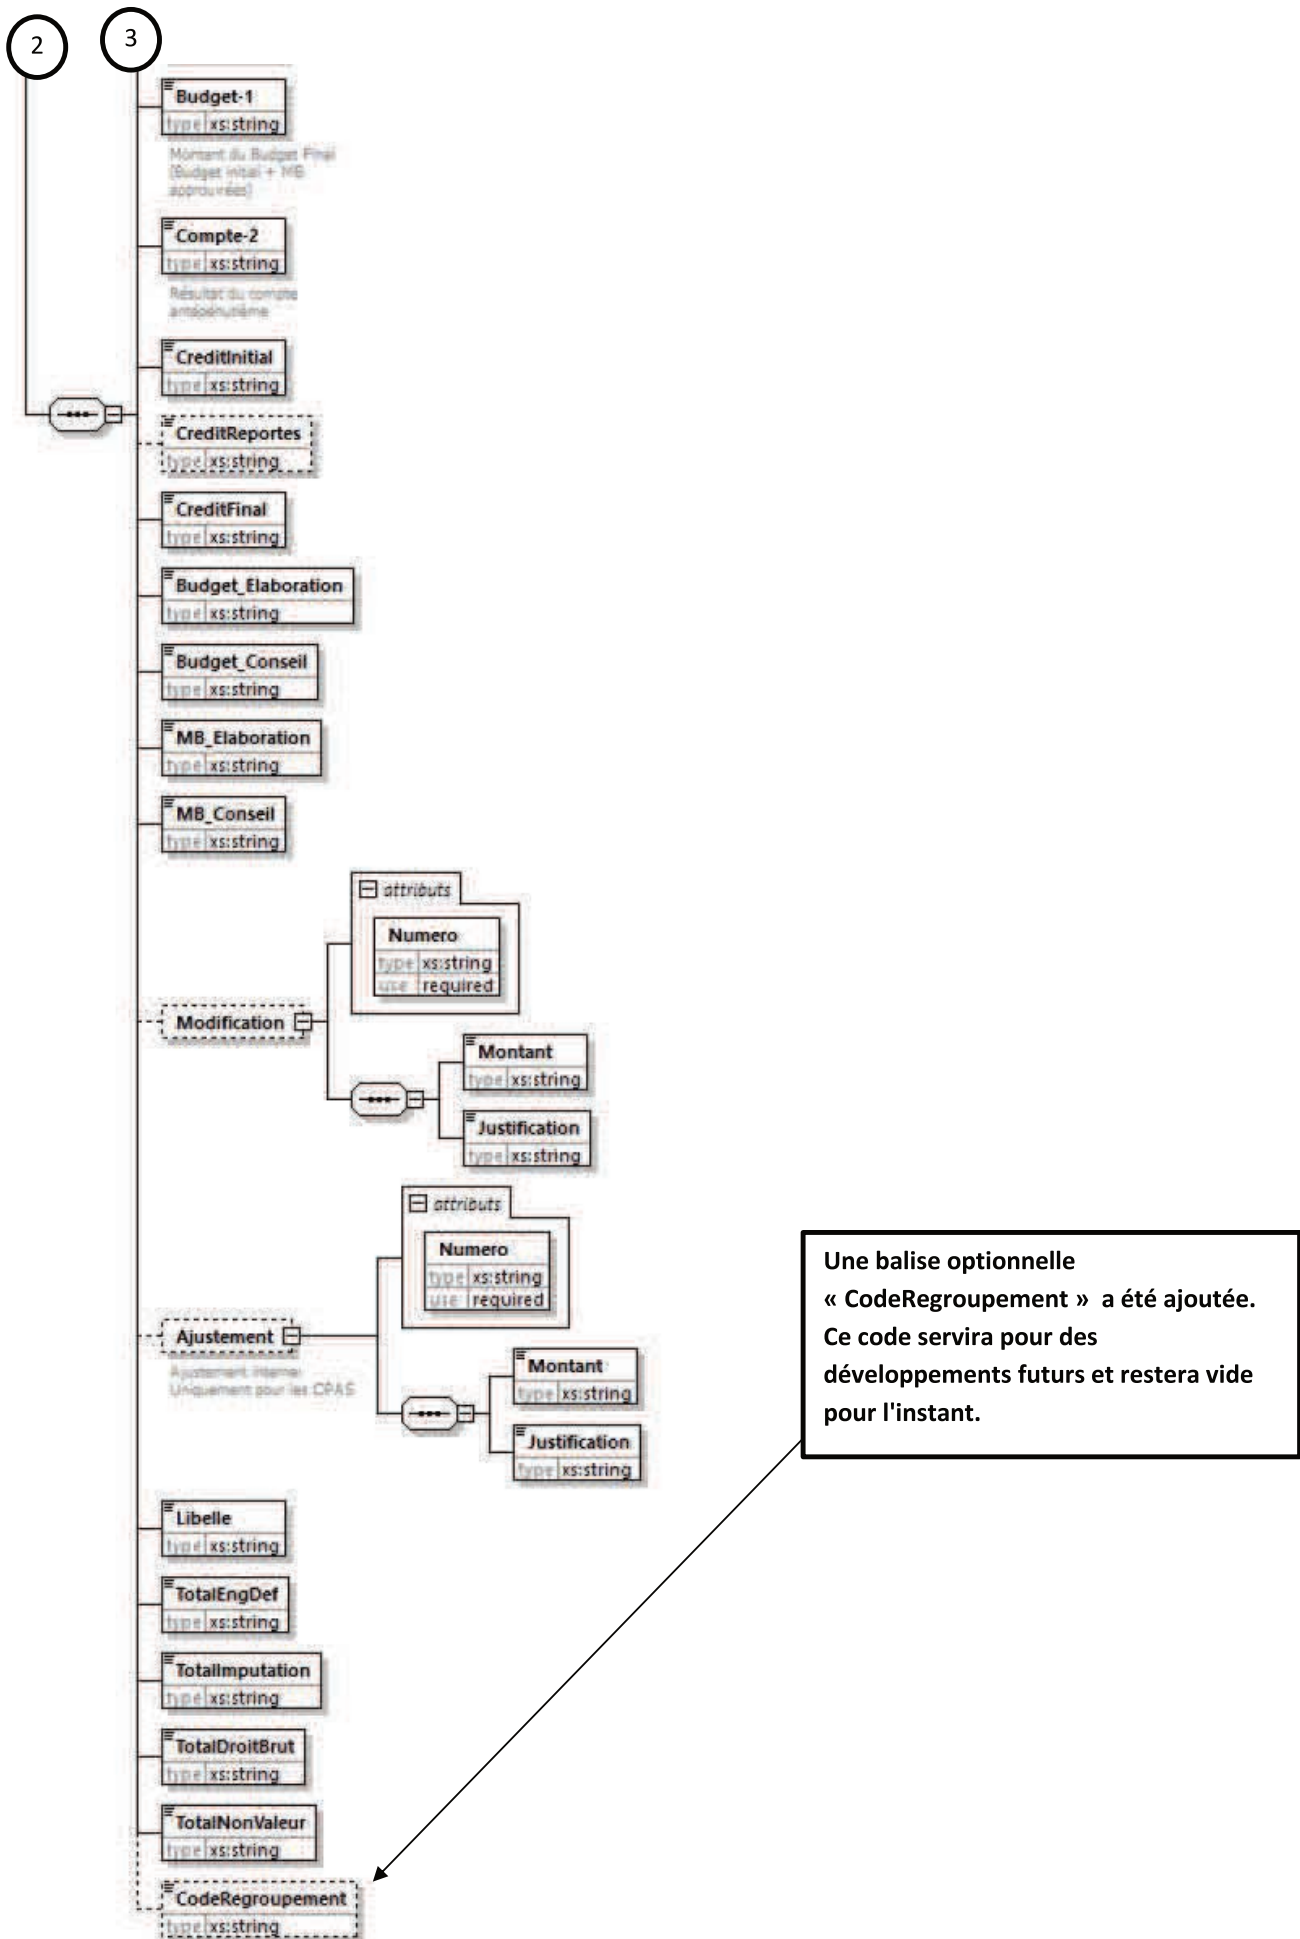 2
3
Budget-1
type xs:string
Montant du Budget Final
(Budget initial + MB
approuvées)
Compte-2
type xs:string
Résultat du compte
antépénutième
CreditInitial
type xs:string
CreditReportes
type xs:string
CreditFinal
type xs:string
Budget_Elaboration
type xs:string
Budget_Conseil
type xs:string
MB_Elaboration
type xs:string
MB_Conseil
type xs:string
attributs
Numero
type xs:string
use required
Modification
Montant
type xs:string
Justification
type xs:string
attributs
Numero
type xs:string
use required
Ajustement
Ajustement interne:
Uniquement pour les CPAS
Montant
type xs:string
Justification
type xs:string
Une balise optionnelle
« CodeRegroupement » a été ajoutée.
Ce code servira pour des
développements futurs et restera vide
pour l'instant.
Libelle
type xs:string
TotalEngDef
type xs:string
TotalImputation
type xs:string
TotalDroitBrut
type xs:string
TotalNonValeur
type xs:string
CodeRegroupement
type xs:string